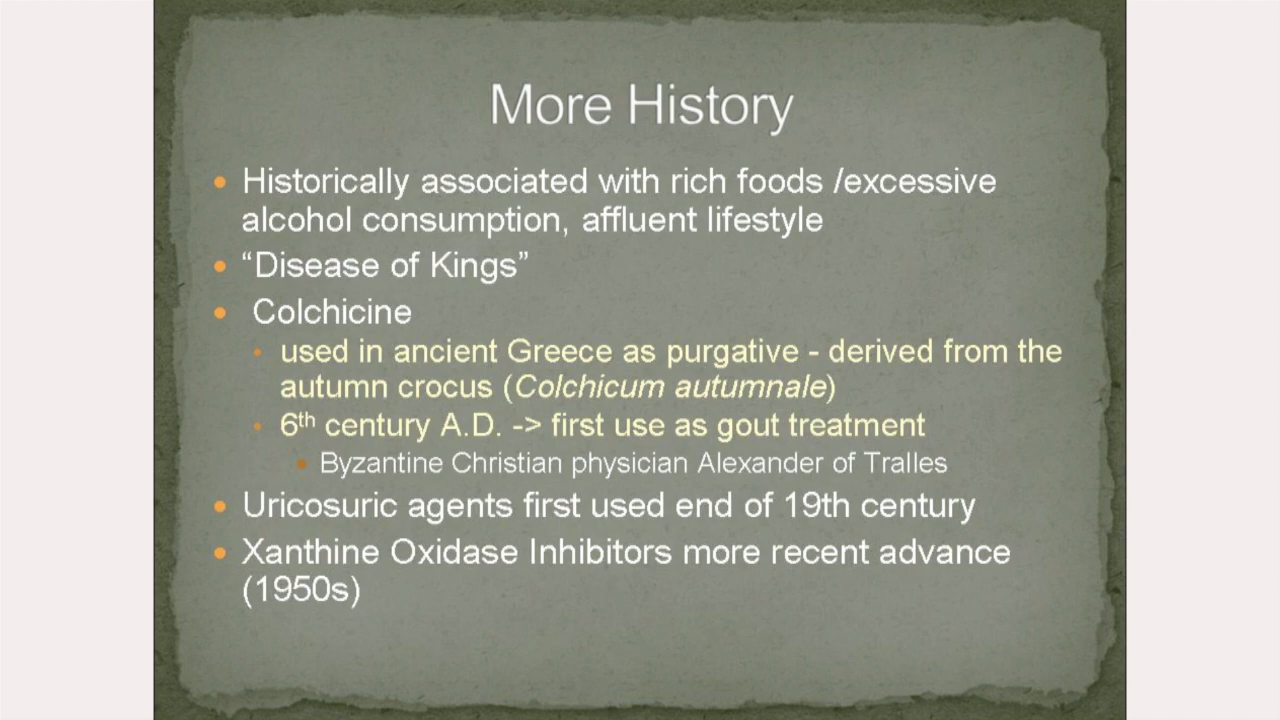 More History
• Historically associated with rich foods /excessive
alcohol consumption, affluent lifestyle
• “Disease of Kings”
• Colchicine
• used in ancient Greece as purgative - derived from the
autumn crocus (Colchicum autumnale)
• 6th century A.D. -> first use as gout treatment
• Byzantine Christian physician Alexander of Tralles
• Uricosuric agents first used end of 19th century
• Xanthine Oxidase Inhibitors more recent advance
(1950s)